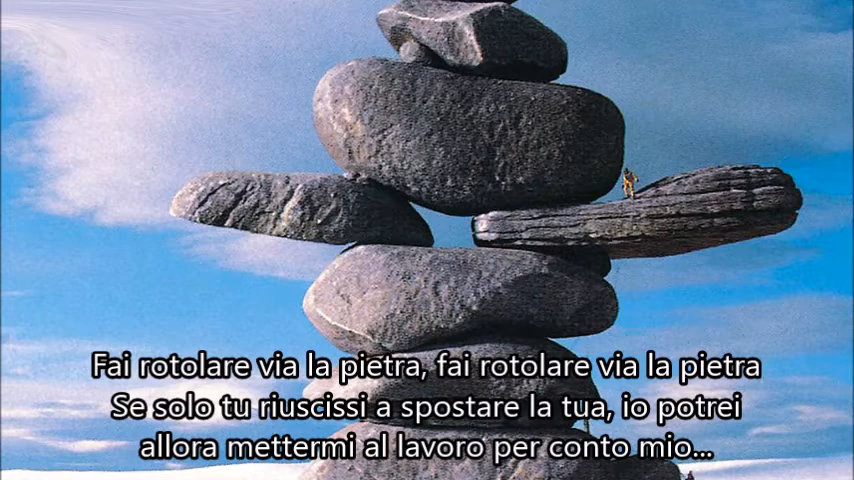 Fai rotolare via la pietra, fai rotolare via la pietra
Se solo tu riuscissi a spostare la tua, io potrei
allora mettermi al lavoro per conto mio...